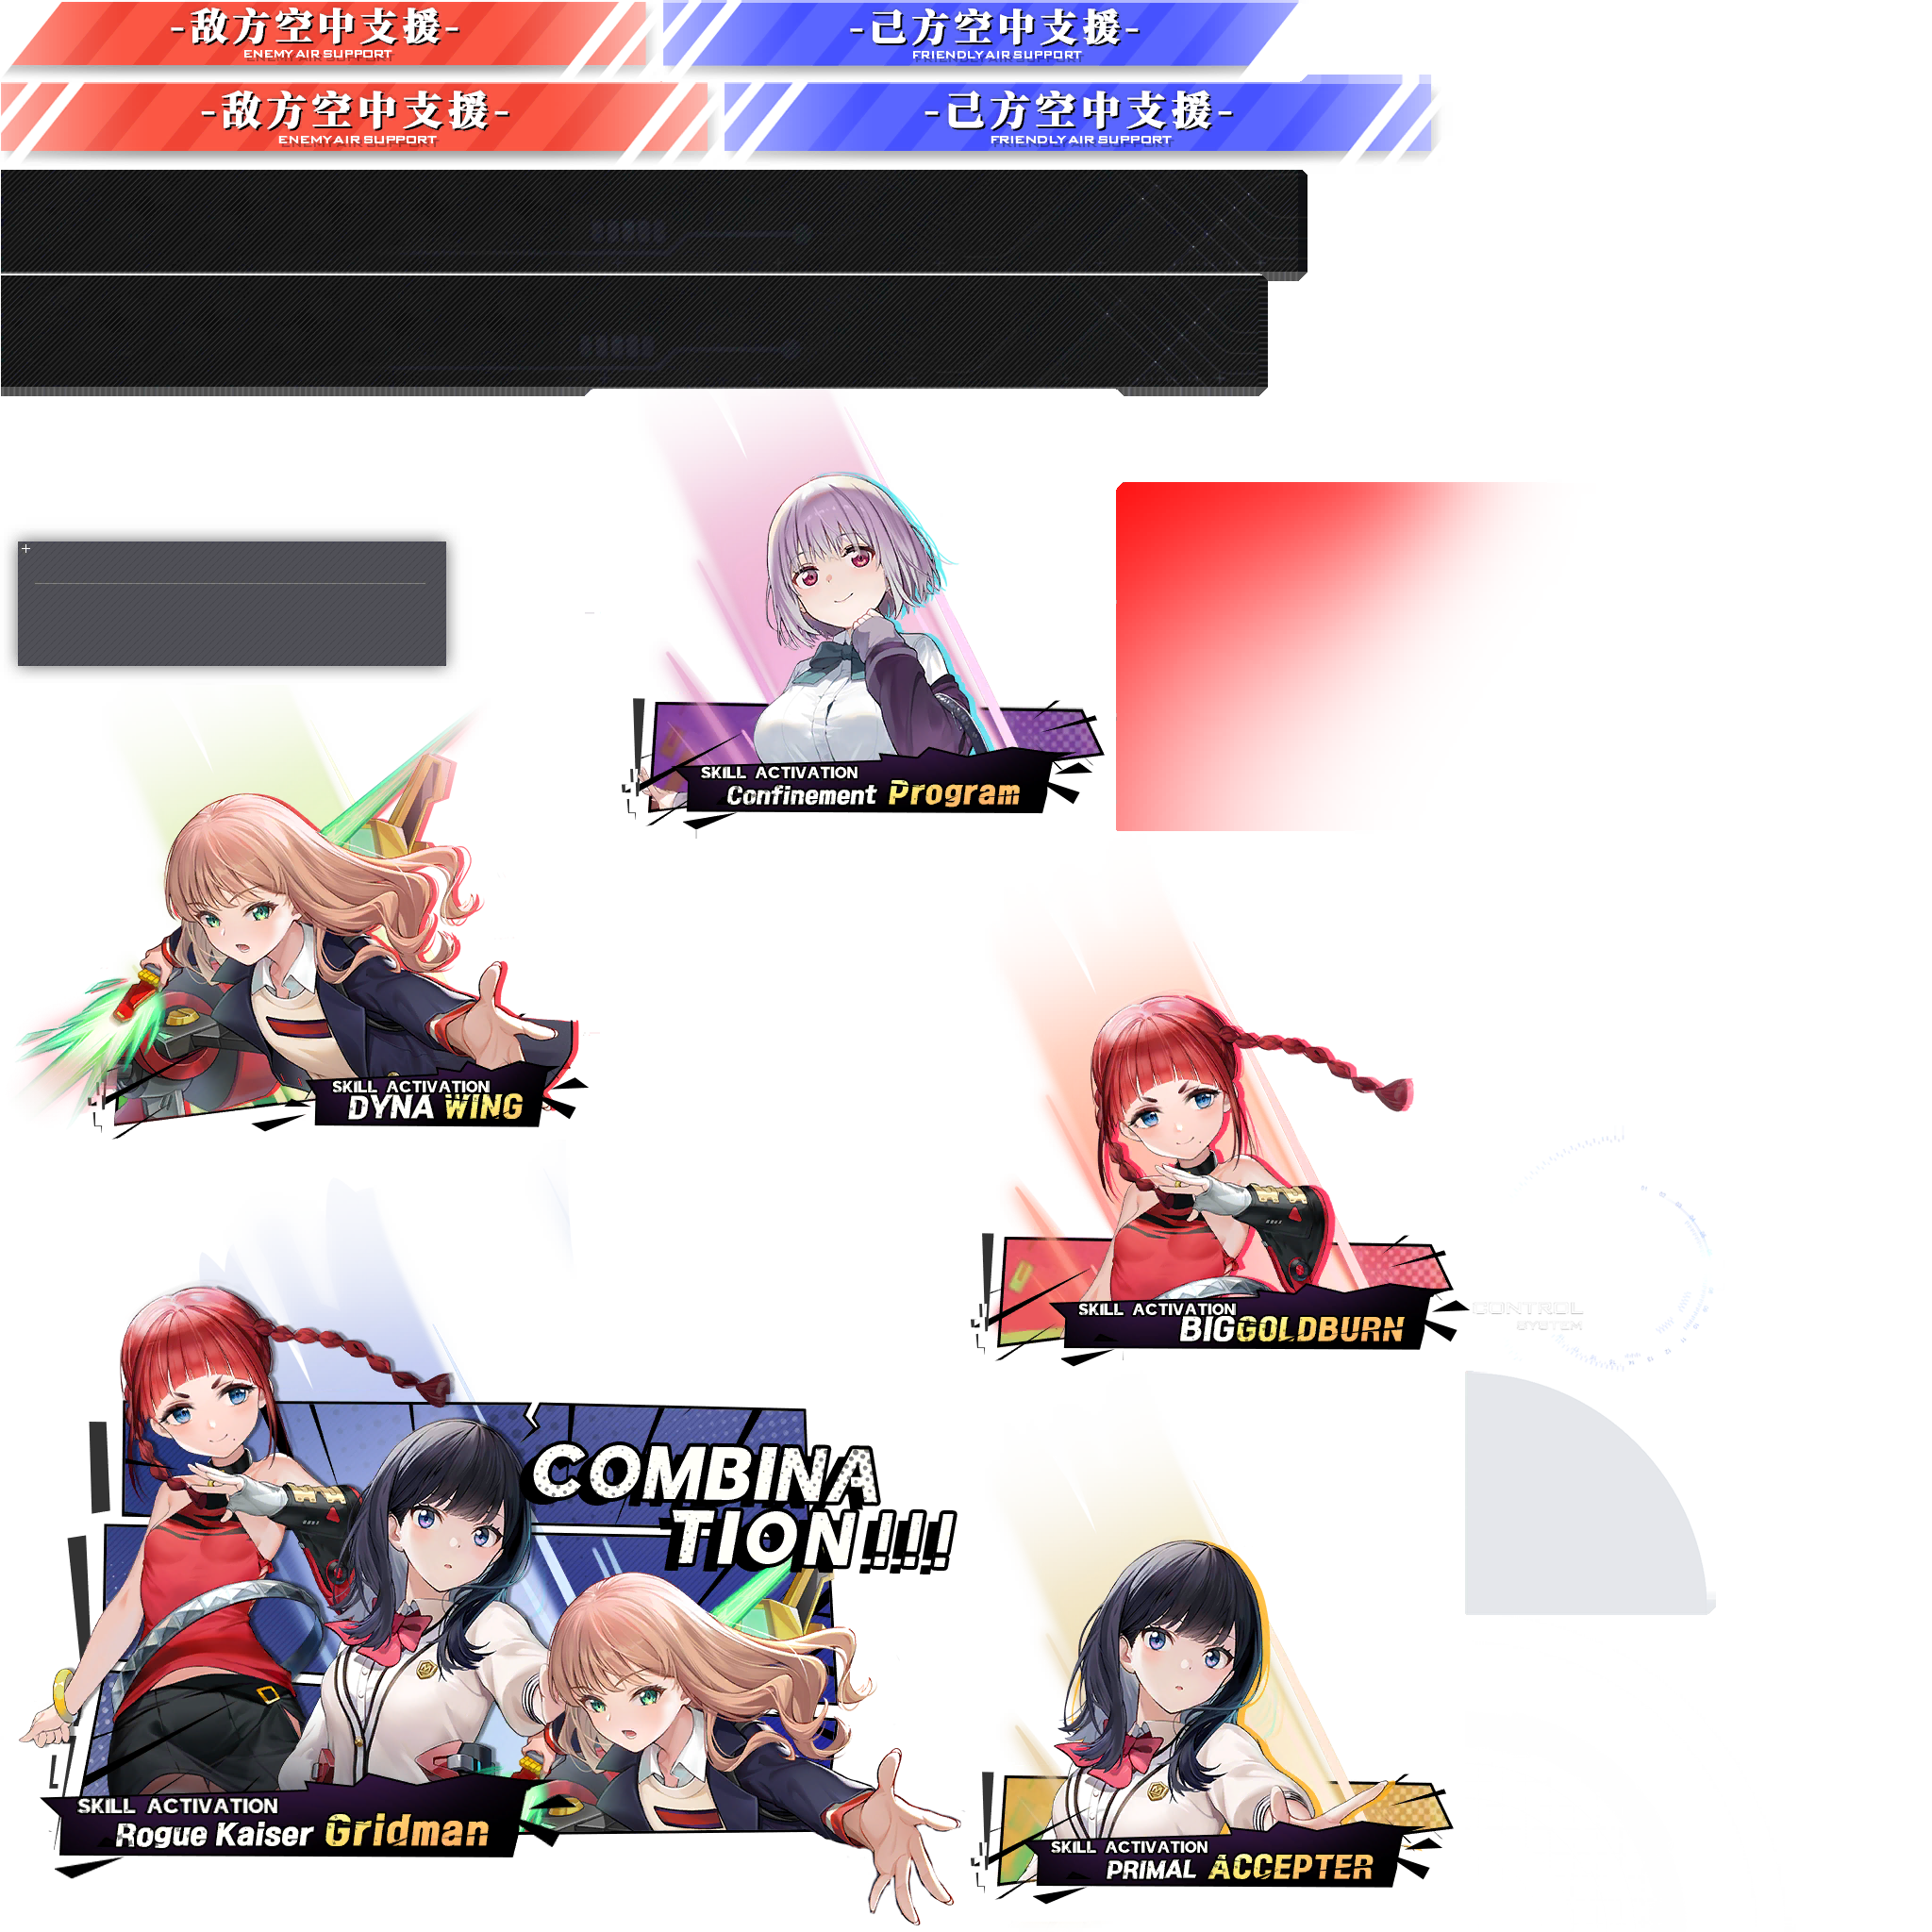 -敌方空中支援-
ENEMY AIR SUPPORT
-己方空中支援-
FRIENDLY AIR SUPPORT
-敌方空中支援-
ENEMY AIR SUPPORT
-己方空中支援-
FRIENDLY AIR SUPPORT
SKILL ACTIVATION
Confinement Program
SKILL ACTIVATION
DYNA WING
SKILL ACTIVATION
BIGGOLDBURN
CONTROL
SYSTEM
COMBINA
TION!!!!
SKILL ACTIVATION
Rogue Kaiser Gridman
SKILL ACTIVATION
PRIMAL ACCEPTER